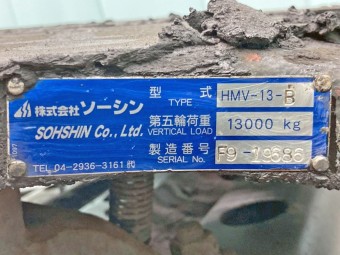 株式会社 ソーシン
SOHSHIN Co., Ltd.
TEL 04-2936-3161 ㈹
型 式 HMV-13-B
TYPE
第五輪荷重 13000 kg
VERTICAL LOAD
製造番号
SERIAL No.